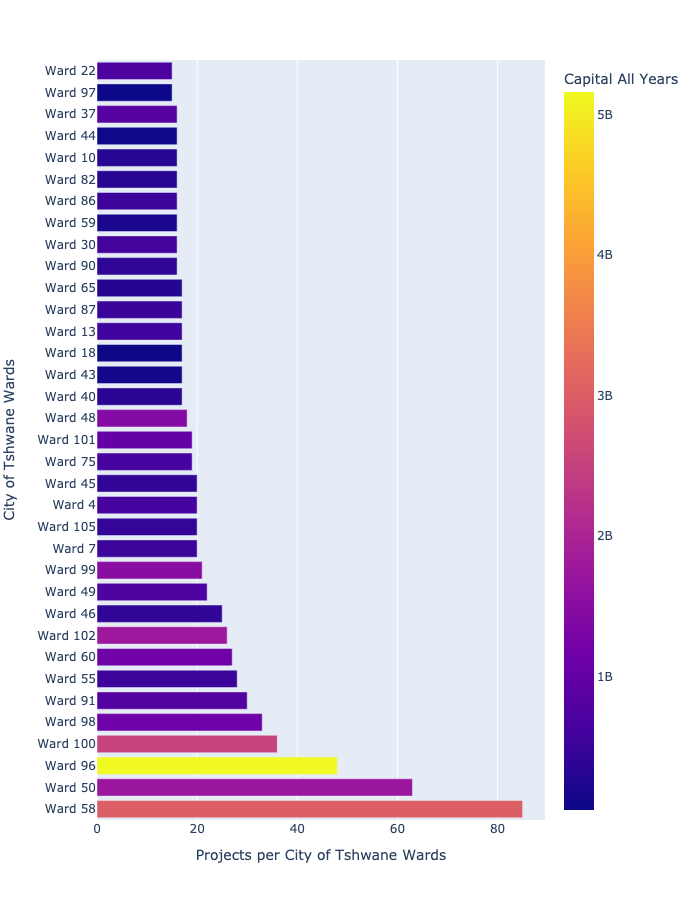 Capital All Years
Ward 22
Ward 97
Ward 37
Ward 44
Ward 10
Ward 82
Ward 86
Ward 59
Ward 30
Ward 90
Ward 65
Ward 87
Ward 13
Ward 18
Ward 43
Ward 40
Ward 48
Ward 101
Ward 75
Ward 45
Ward 4
Ward 105
Ward 7
Ward 99
Ward 49
Ward 46
Ward 102
Ward 60
Ward 55
Ward 91
Ward 98
Ward 100
Ward 96
Ward 50
Ward 58
City of Tshwane Wards
5B
4B
3B
2B
1B
0 20 40 60 80
Projects per City of Tshwane Wards